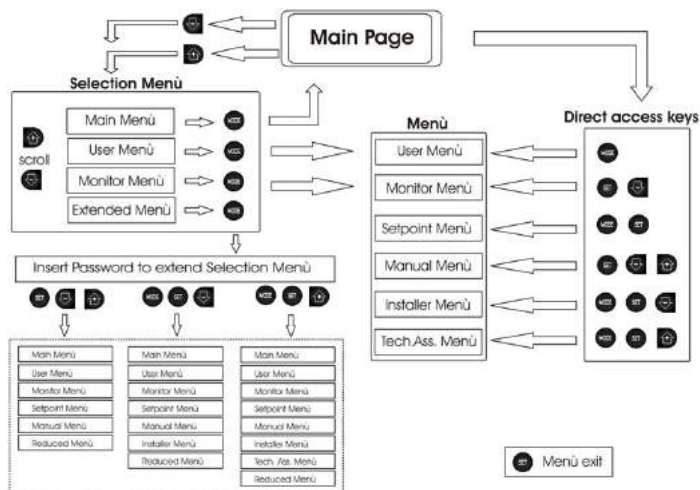 Main Page
Selection Menù
scroll
Main Menù
MODE
User Menù
MODE
Monitor Menù
MODE
Extended Menù
MODE
Menù
User Menù
Monitor Menù
Setpoint Menù
Manual Menù
Installer Menù
Tech.Ass. Menù
Direct access keys
MODE
SET
MODE SET
SET
MODE SET
MODE SET
Insert Password to extend Selection Menù
SET
MODE SET
MODE SET
Main Menù
User Menù
Monitor Menù
Setpoint Menù
Manual Menù
Reduced Menù
Main Menù
User Menù
Monitor Menù
Setpoint Menù
Manual Menù
Installer Menù
Reduced Menù
Main Menù
User Menù
Monitor Menù
Setpoint Menù
Manual Menù
Installer Menù
Tech. Ass. Menù
Reduced Menù
SET Menù exit